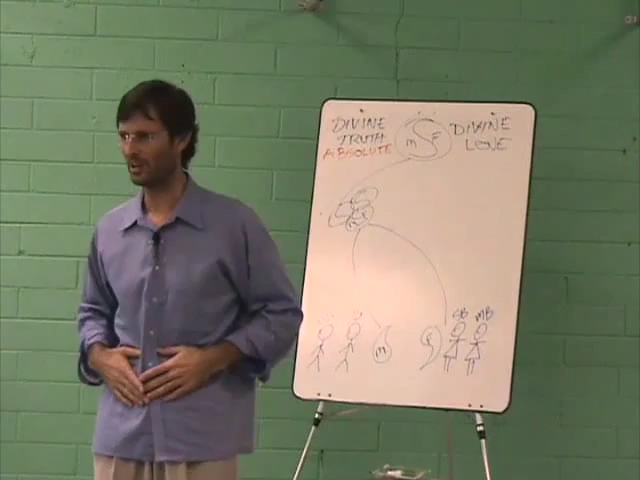 DIVINE
TRUTH
ABSOLUTE
DIVINE
LOVE
m F
SB MB
m